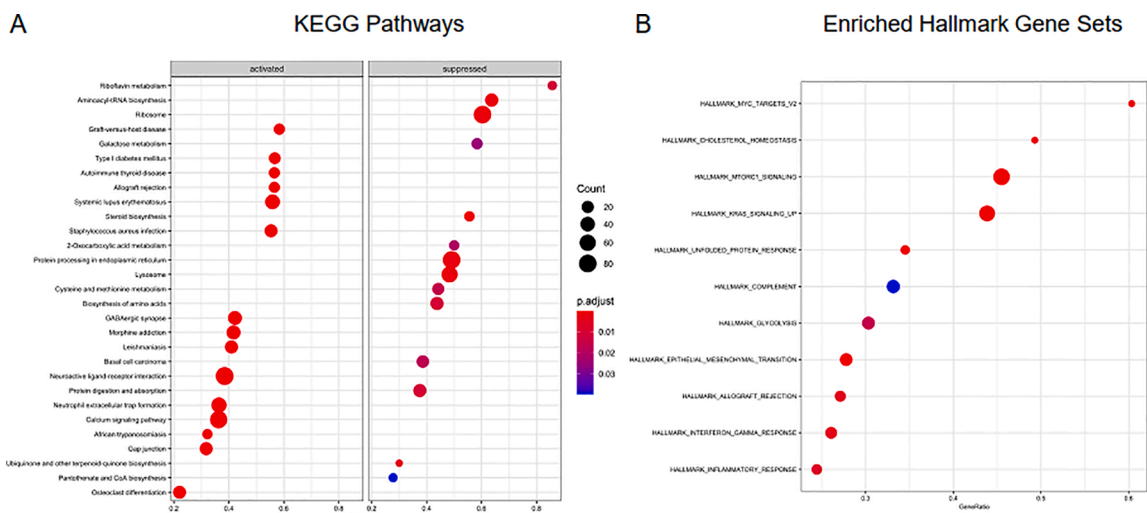 A
KEGG Pathways
activated
suppressed
Riboflavin metabolism
Aminoacyl-tRNA biosynthesis
Ribosome
Graft-versus-host disease
Galactose metabolism
Type I diabetes mellitus
Autoimmune thyroid disease
Allograft rejection
Systemic lupus erythematosus
Steroid biosynthesis
Staphylococcus aureus infection
2-Oxocarboxylic acid metabolism
Protein processing in endoplasmic reticulum
Lysosome
Cysteine and methionine metabolism
Biosynthesis of amino acids
GABAergic synapse
Morphine addiction
Leishmaniasis
Basal cell carcinoma
Neuroactive ligand-receptor interaction
Protein digestion and absorption
Neutrophil extracellular trap formation
Calcium signaling pathway
African trypanosomiasis
Gap junction
Ubiquinone and other terpenoid-quinone biosynthesis
Pantothenate and CoA biosynthesis
Osteoclast differentiation
0.2 0.4 0.6 0.8 0.2 0.4 0.6 0.8
Count
20
40
60
80
p.adjust
0.01
0.02
0.03
B
Enriched Hallmark Gene Sets
HALLMARK_MYC_TARGETS_V2
HALLMARK_CHOLESTEROL_HOMEOSTASIS
HALLMARK_MTORC1_SIGNALING
HALLMARK_KRAS_SIGNALING_UP
HALLMARK_UNFOLDED_PROTEIN_RESPONSE
HALLMARK_COMPLEMENT
HALLMARK_GLYCOLYSIS
HALLMARK_EPITHELIAL_MESENCHYMAL_TRANSITION
HALLMARK_ALLOGRAFT_REJECTION
HALLMARK_INTERFERON_GAMMA_RESPONSE
HALLMARK_INFLAMMATORY_RESPONSE
0.3 0.4 0.5 0.6
GeneRatio